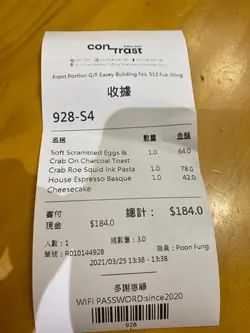 con
trast
Front Portion G/F Easey Building No. 512 Fuk Wing
收據
928-S4
名稱 數量 金額
Soft Scrambled Eggs & 1.0 64.0
Crab On Charcoal Toast
Crab Roe Squid Ink Pasta 1.0 78.0
House Espresso Basque 1.0 42.0
Cheesecake
實付 總計: $184.0
現金 $184.0
人數: 1 總數量: 3.0
單號: R010144928 職員: Poon Fung
2021/03/25 13:38 - 13:38
多謝惠顧
WIFI PASSWORD:since2020
928